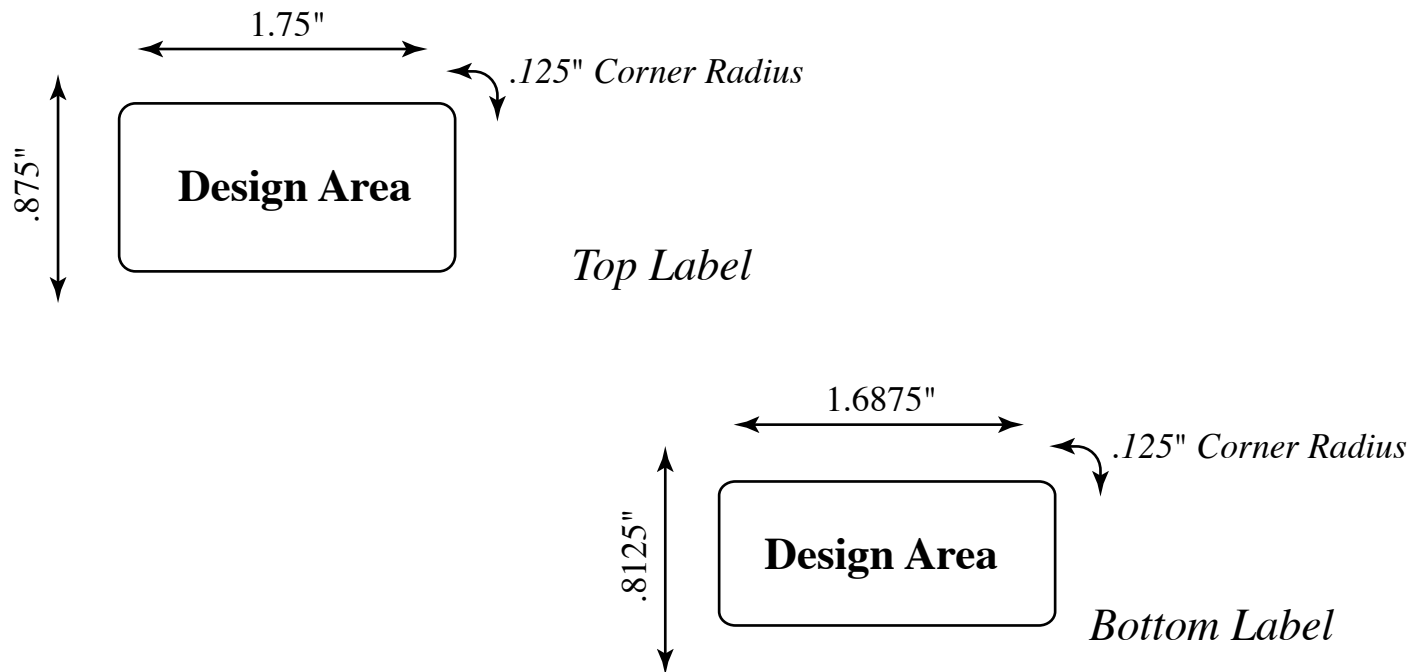 1.75"
.125" Corner Radius
.875"
Design Area
Top Label
1.6875"
.125" Corner Radius
.8125"
Design Area
Bottom Label